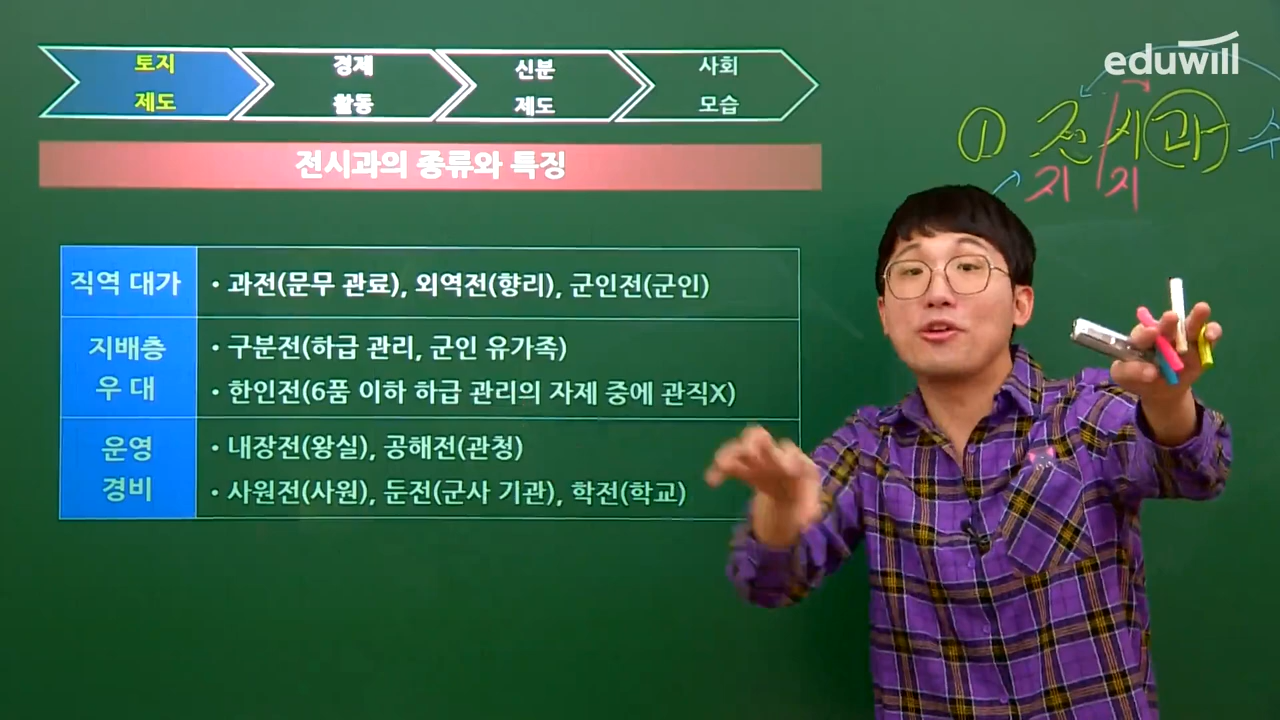 eduwill
토지 제도
경제 활동
신분 제도
사회 모습
① 전시과 수
지 지
전시과의 종류와 특징
직역 대가
• 과전(문무 관료), 외역전(향리), 군인전(군인)
지배층 우 대
• 구분전(하급 관리, 군인 유가족)
• 한인전(6품 이하 하급 관리의 자제 중에 관직X)
운영 경비
• 내장전(왕실), 공해전(관청)
• 사원전(사원), 둔전(군사 기관), 학전(학교)